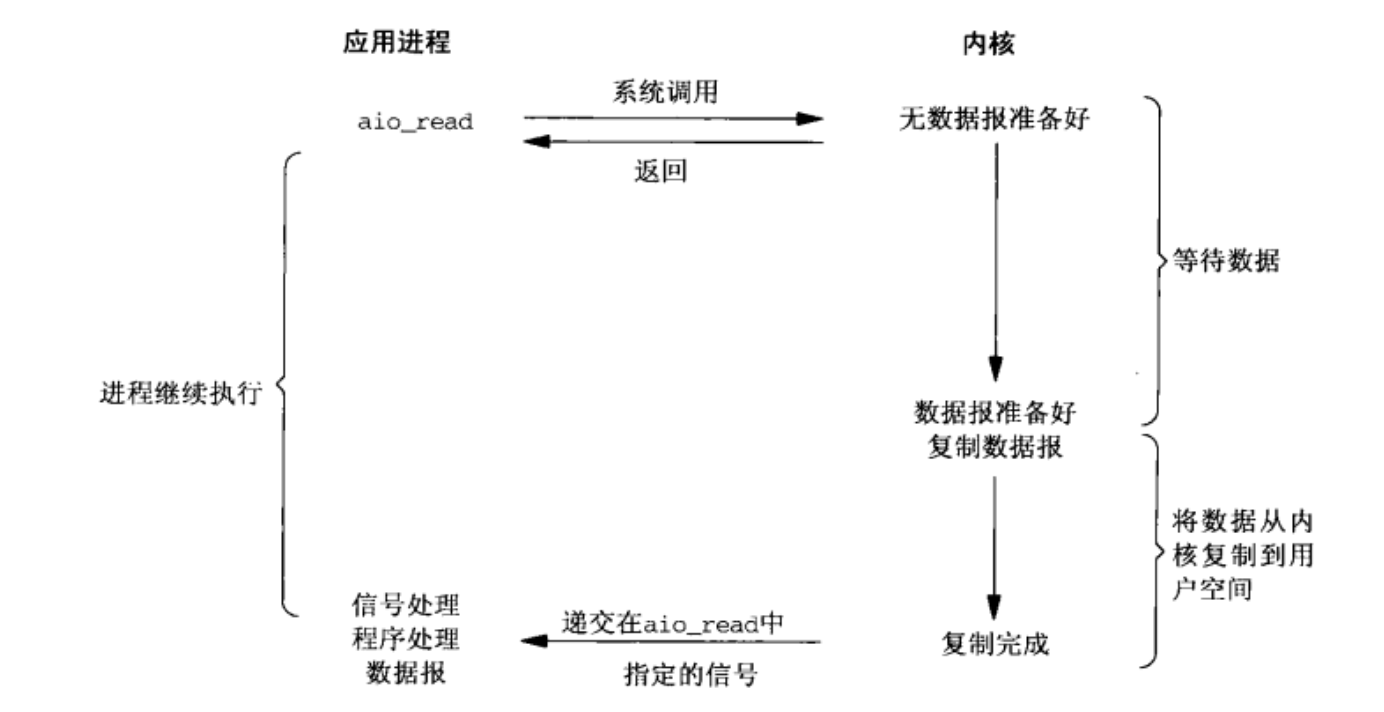 应用进程
内核
系统调用
aio_read
无数据报准备好
返回
等待数据
进程继续执行
数据报准备好
复制数据报
将数据从内
核复制到用
户空间
信号处理
程序处理
数据报
递交在aio_read中
指定的信号
复制完成